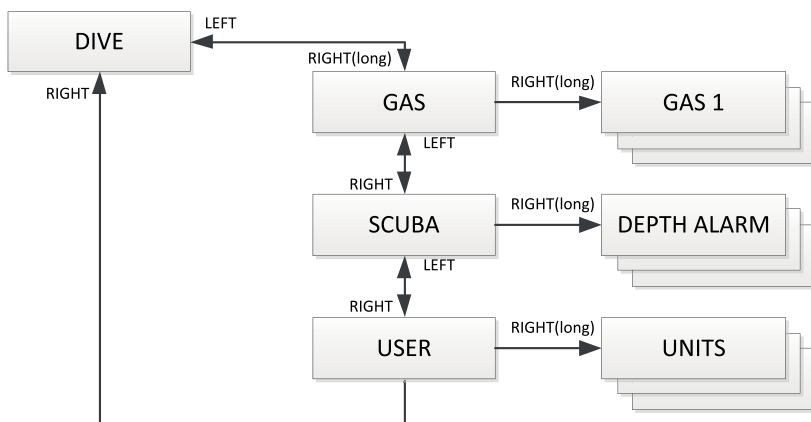 LEFT
DIVE
RIGHT(long)
RIGHT(long)
RIGHT
GAS
GAS 1
LEFT
RIGHT
RIGHT(long)
SCUBA
DEPTH ALARM
LEFT
RIGHT
RIGHT(long)
USER
UNITS